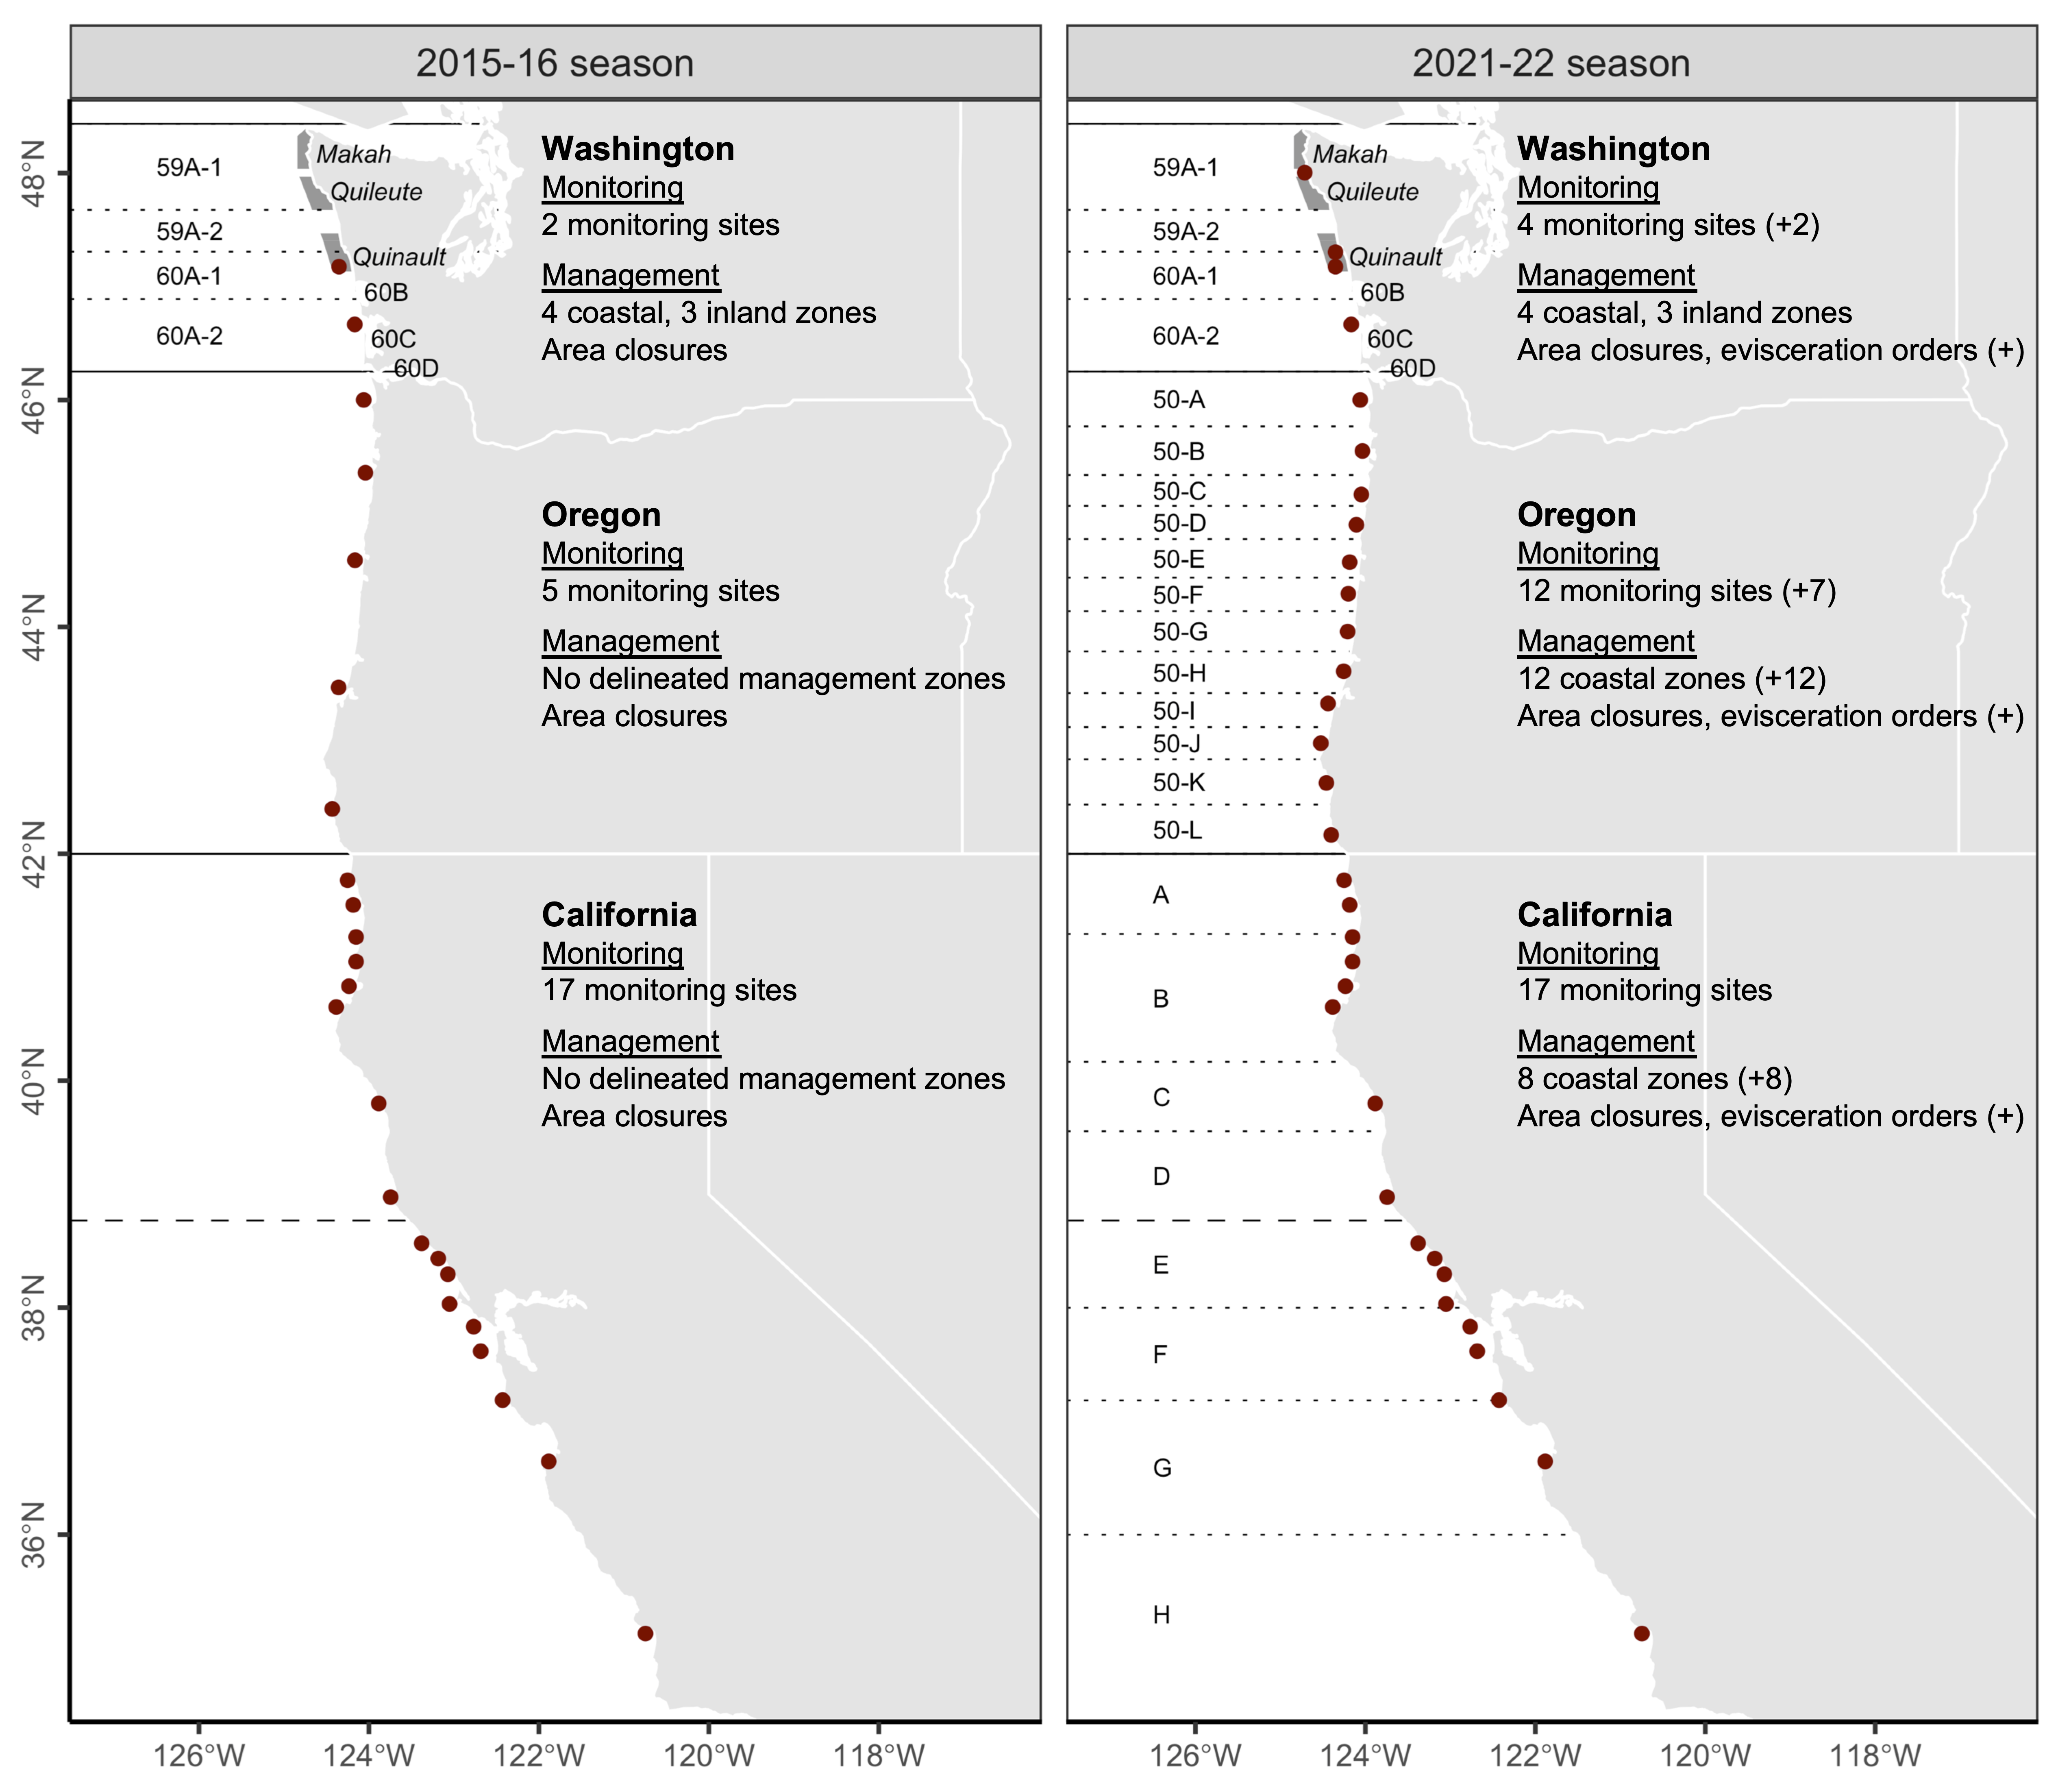 2015-16 season
48°N
46°N
44°N
42°N
40°N
38°N
36°N
59A-1
59A-2
60A-1
60A-2
Makah
Quileute
Quinault
60B
60C
60D
Washington
Monitoring
2 monitoring sites
Management
4 coastal, 3 inland zones
Area closures
Oregon
Monitoring
5 monitoring sites
Management
No delineated management zones
Area closures
California
Monitoring
17 monitoring sites
Management
No delineated management zones
Area closures
126°W
124°W
122°W
120°W
118°W
2021-22 season
59A-1
59A-2
60A-1
60A-2
Makah
Quileute
Quinault
60B
60C
60D
50-A
50-B
50-C
50-D
50-E
50-F
50-G
50-H
50-I
50-J
50-K
50-L
A
B
C
D
E
F
G
H
Washington
Monitoring
4 monitoring sites (+2)
Management
4 coastal, 3 inland zones
Area closures, evisceration orders (+)
Oregon
Monitoring
12 monitoring sites (+7)
Management
12 coastal zones (+12)
Area closures, evisceration orders (+)
California
Monitoring
17 monitoring sites
Management
8 coastal zones (+8)
Area closures, evisceration orders (+)
126°W
124°W
122°W
120°W
118°W